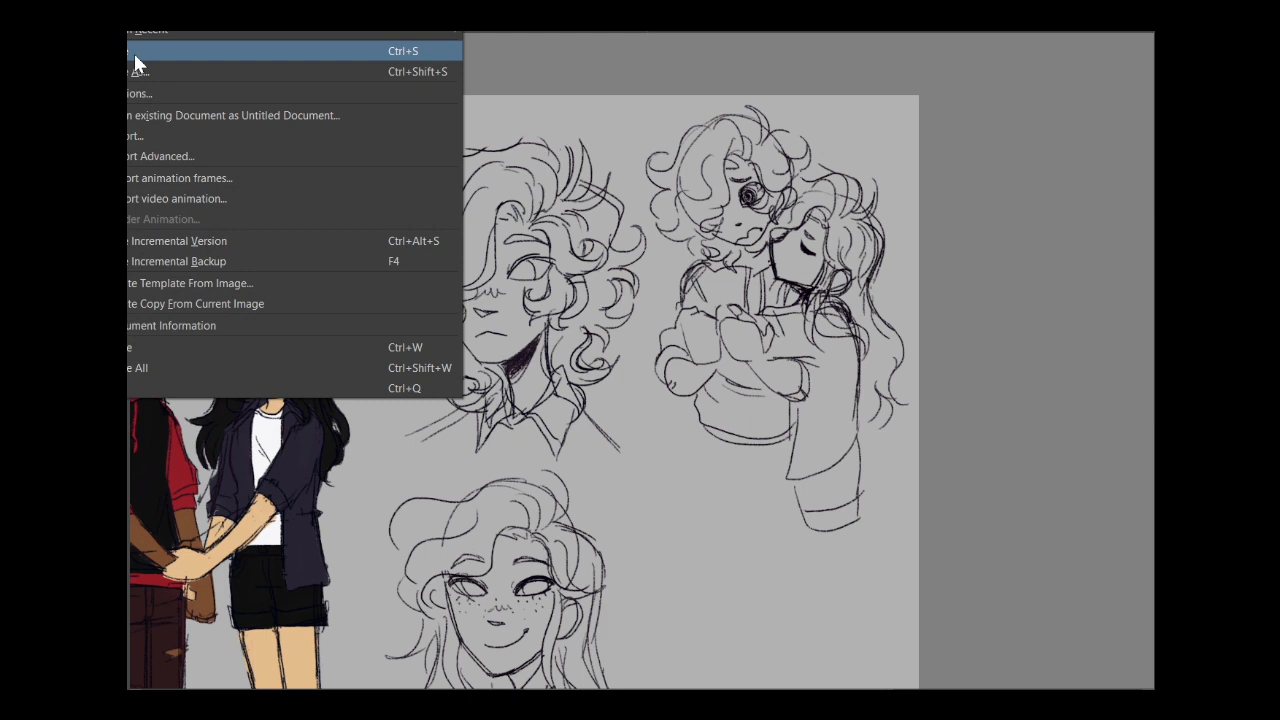 Recent
Ctrl+S
As... Ctrl+Shift+S
ions...
n existing Document as Untitled Document...
ort...
ort Advanced...
ort animation frames...
ort video animation...
der Animation...
e Incremental Version Ctrl+Alt+S
e Incremental Backup F4
te Template From Image...
te Copy From Current Image
ument Information
e Ctrl+W
e All Ctrl+Shift+W
Ctrl+Q